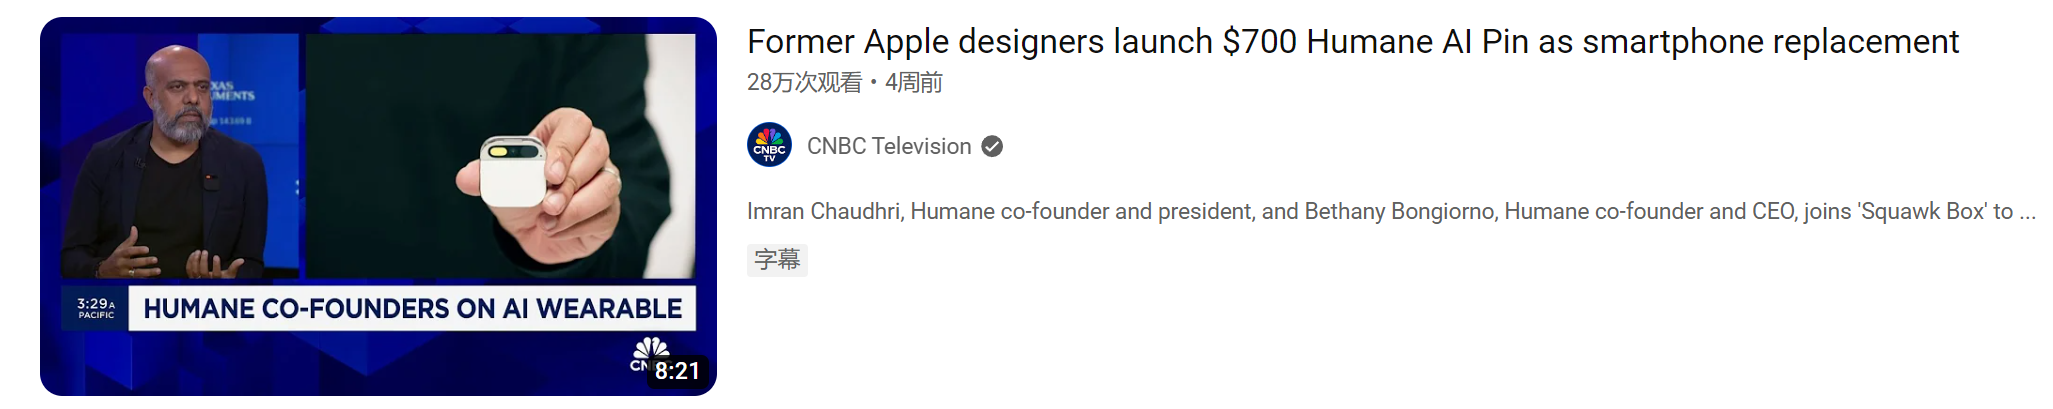 XAS
UMENTS
3:29A
PACIFIC
HUMANE CO-FOUNDERS ON AI WEARABLE
8:21
Former Apple designers launch $700 Humane AI Pin as smartphone replacement
28万次观看・4周前
CNBC
TV
CNBC Television
Imran Chaudhri, Humane co-founder and president, and Bethany Bongiorno, Humane co-founder and CEO, joins 'Squawk Box' to ...
字幕